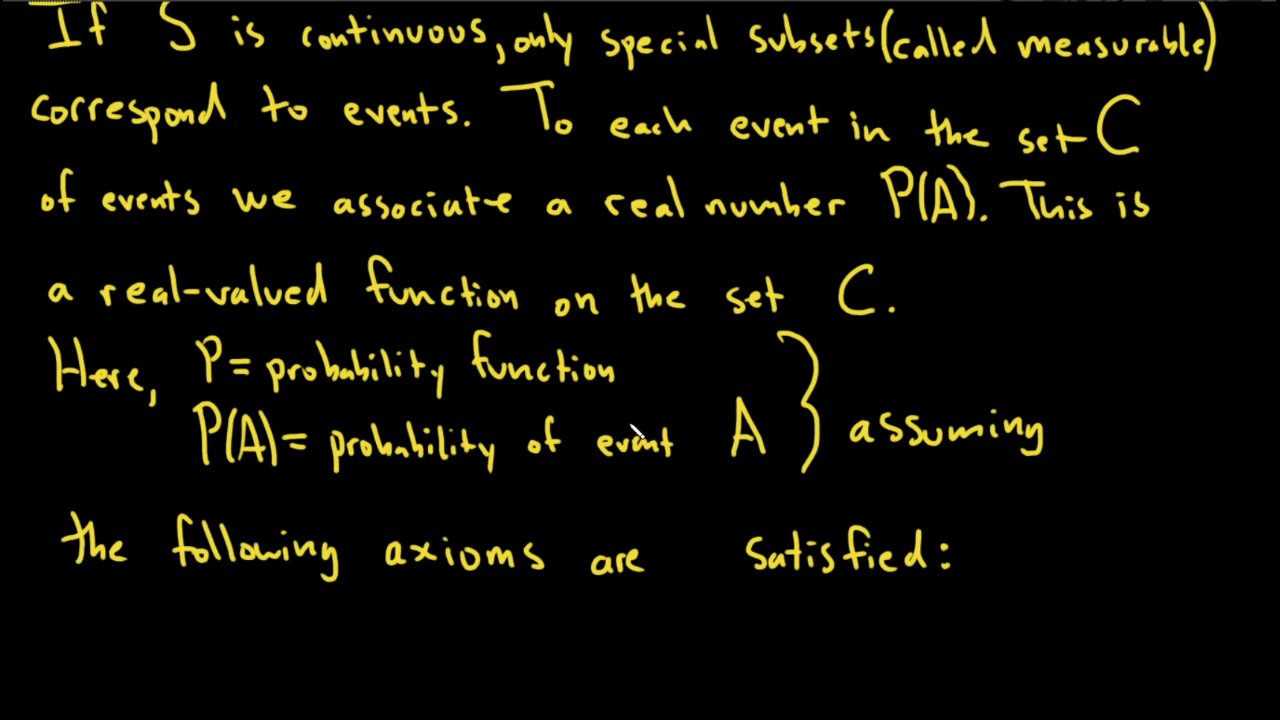 If S is continuous, only special subsets (called measurable)
correspond to events. To each event in the set C
of events we associate a real number P(A). This is
a real-valued function on the set C.
Here, P = probability function
P(A) = probability of event A } assuming
the following axioms are satisfied: